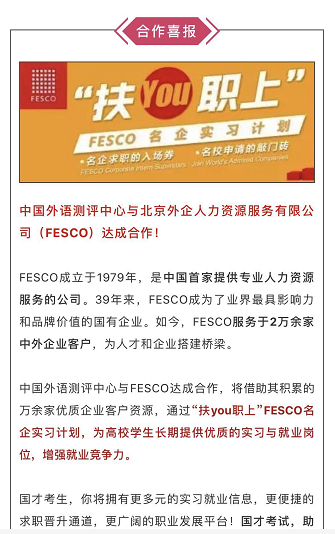 合作喜报
FESCO
“扶You职上”
FESCO 名企实习计划
•名企求职的入场券 •名校申请的敲门砖
中国外语测评中心与北京外企人力资源服务有限公
司（FESCO）达成合作！
FESCO成立于1979年，是中国首家提供专业人力资源
服务的公司。39年来，FESCO成为了业界最具影响力
和品牌价值的国有企业。如今，FESCO服务于2万余家
中外企业客户，为人才和企业搭建桥梁。
中国外语测评中心与FESCO达成合作，将借助其积累的
万余家优质企业客户资源，通过“扶you职上”FESCO名
企实习计划，为高校学生长期提供优质的实习与就业岗
位，增强就业竞争力。
国才考生，你将拥有更多元的实习就业信息，更便捷的
求职晋升通道，更广阔的职业发展平台！国才考试，助